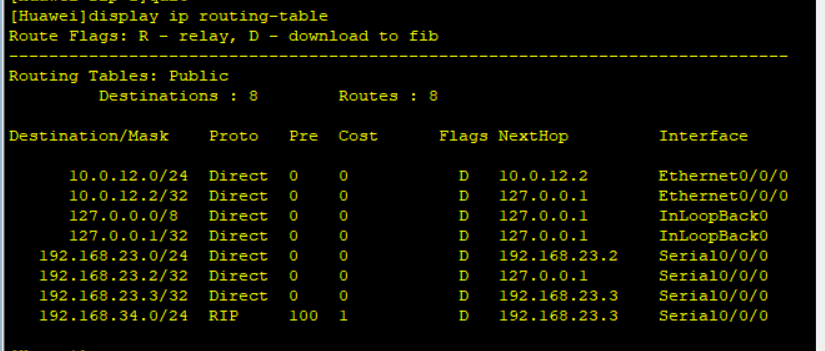 [Huawei]display ip routing-table
Route Flags: R - relay, D - download to fib
------------------------------------------------------------------------------
Routing Tables: Public
         Destinations : 8        Routes : 8

Destination/Mask    Proto   Pre  Cost      Flags NextHop         Interface

      10.0.12.0/24  Direct  0    0           D   10.0.12.2       Ethernet0/0/0
      10.0.12.2/32  Direct  0    0           D   127.0.0.1       Ethernet0/0/0
      127.0.0.0/8   Direct  0    0           D   127.0.0.1       InLoopBack0
      127.0.0.1/32  Direct  0    0           D   127.0.0.1       InLoopBack0
   192.168.23.0/24  Direct  0    0           D   192.168.23.2    Serial0/0/0
   192.168.23.2/32  Direct  0    0           D   127.0.0.1       Serial0/0/0
   192.168.23.3/32  Direct  0    0           D   192.168.23.3    Serial0/0/0
   192.168.34.0/24  RIP     100  1           D   192.168.23.3    Serial0/0/0